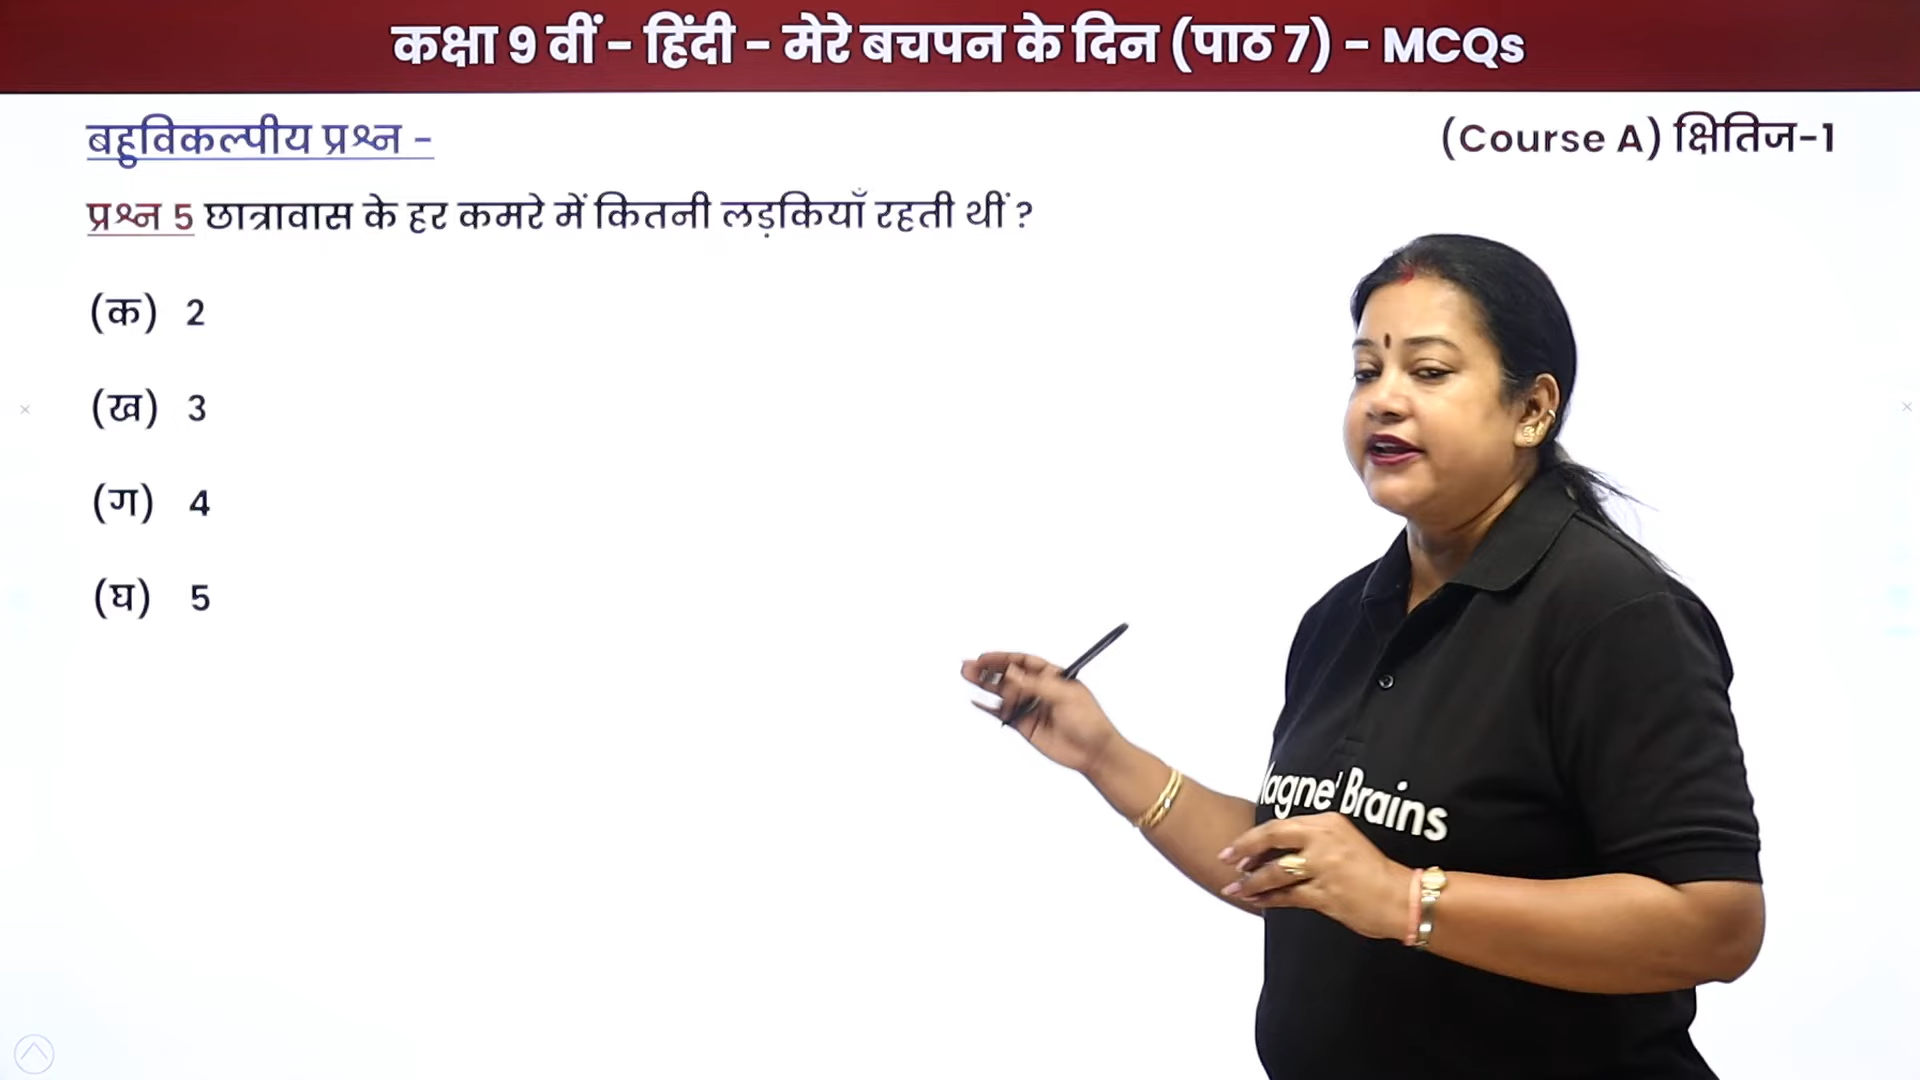 कक्षा 9 वीं – हिंदी – मेरे बचपन के दिन (पाठ 7) – MCQs
बहुविकल्पीय प्रश्न –
(Course A) क्षितिज-1
प्रश्न 5 छात्रावास के हर कमरे में कितनी लड़कियाँ रहती थीं ?
(क) 2
(ख) 3
(ग) 4
(घ) 5
Brains